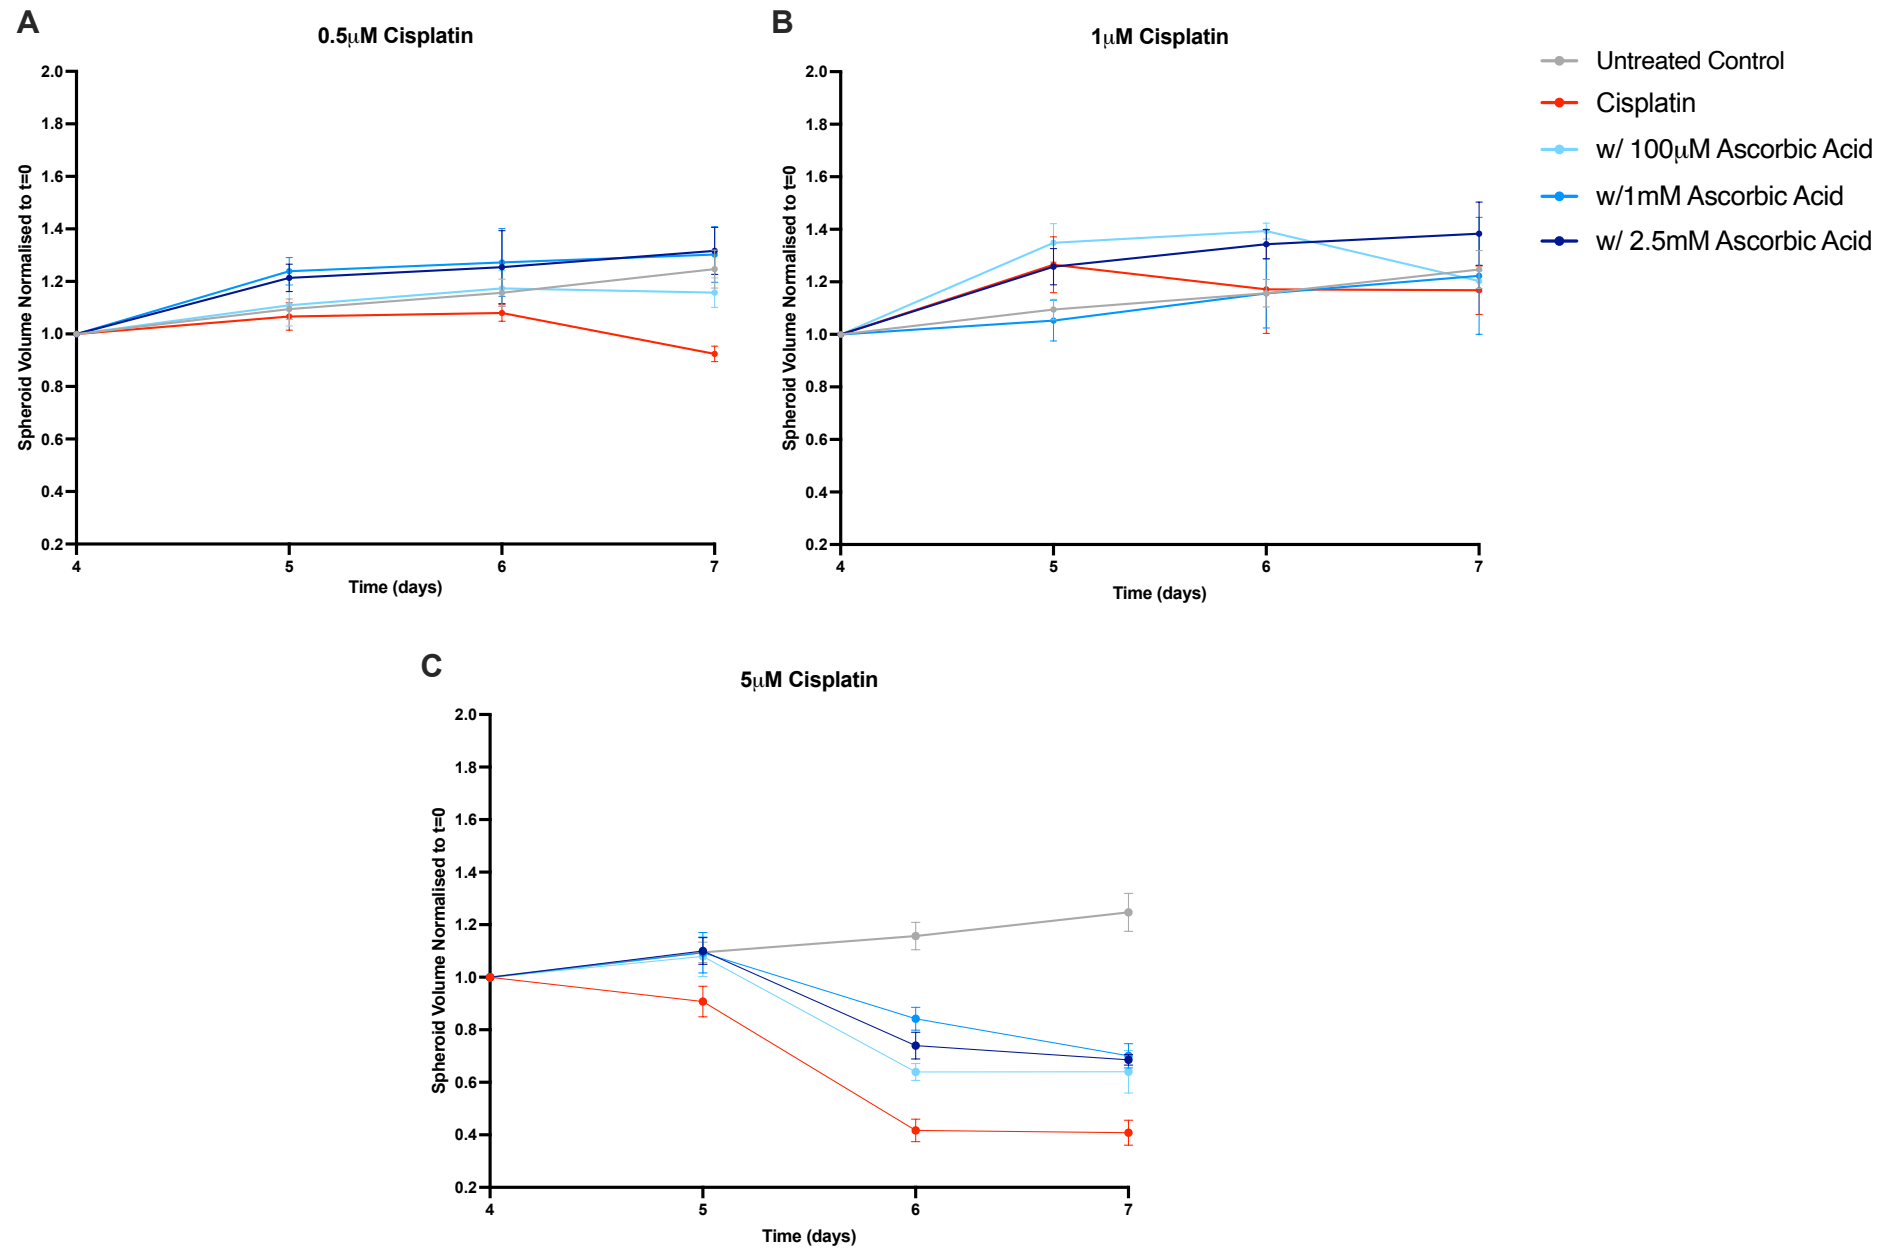 A
0.5μM Cisplatin
Spheroid Volume Normalised to t=0
2.0
1.8
1.6
1.4
1.2
1.0
0.8
0.6
0.4
0.2
4 5 6 7
Time (days)
B
1μM Cisplatin
Spheroid Volume Normalised to t=0
2.0
1.8
1.6
1.4
1.2
1.0
0.8
0.6
0.4
0.2
4 5 6 7
Time (days)
Untreated Control
Cisplatin
w/ 100μM Ascorbic Acid
w/1mM Ascorbic Acid
w/ 2.5mM Ascorbic Acid
C
5μM Cisplatin
Spheroid Volume Normalised to t=0
2.0
1.8
1.6
1.4
1.2
1.0
0.8
0.6
0.4
0.2
4 5 6 7
Time (days)